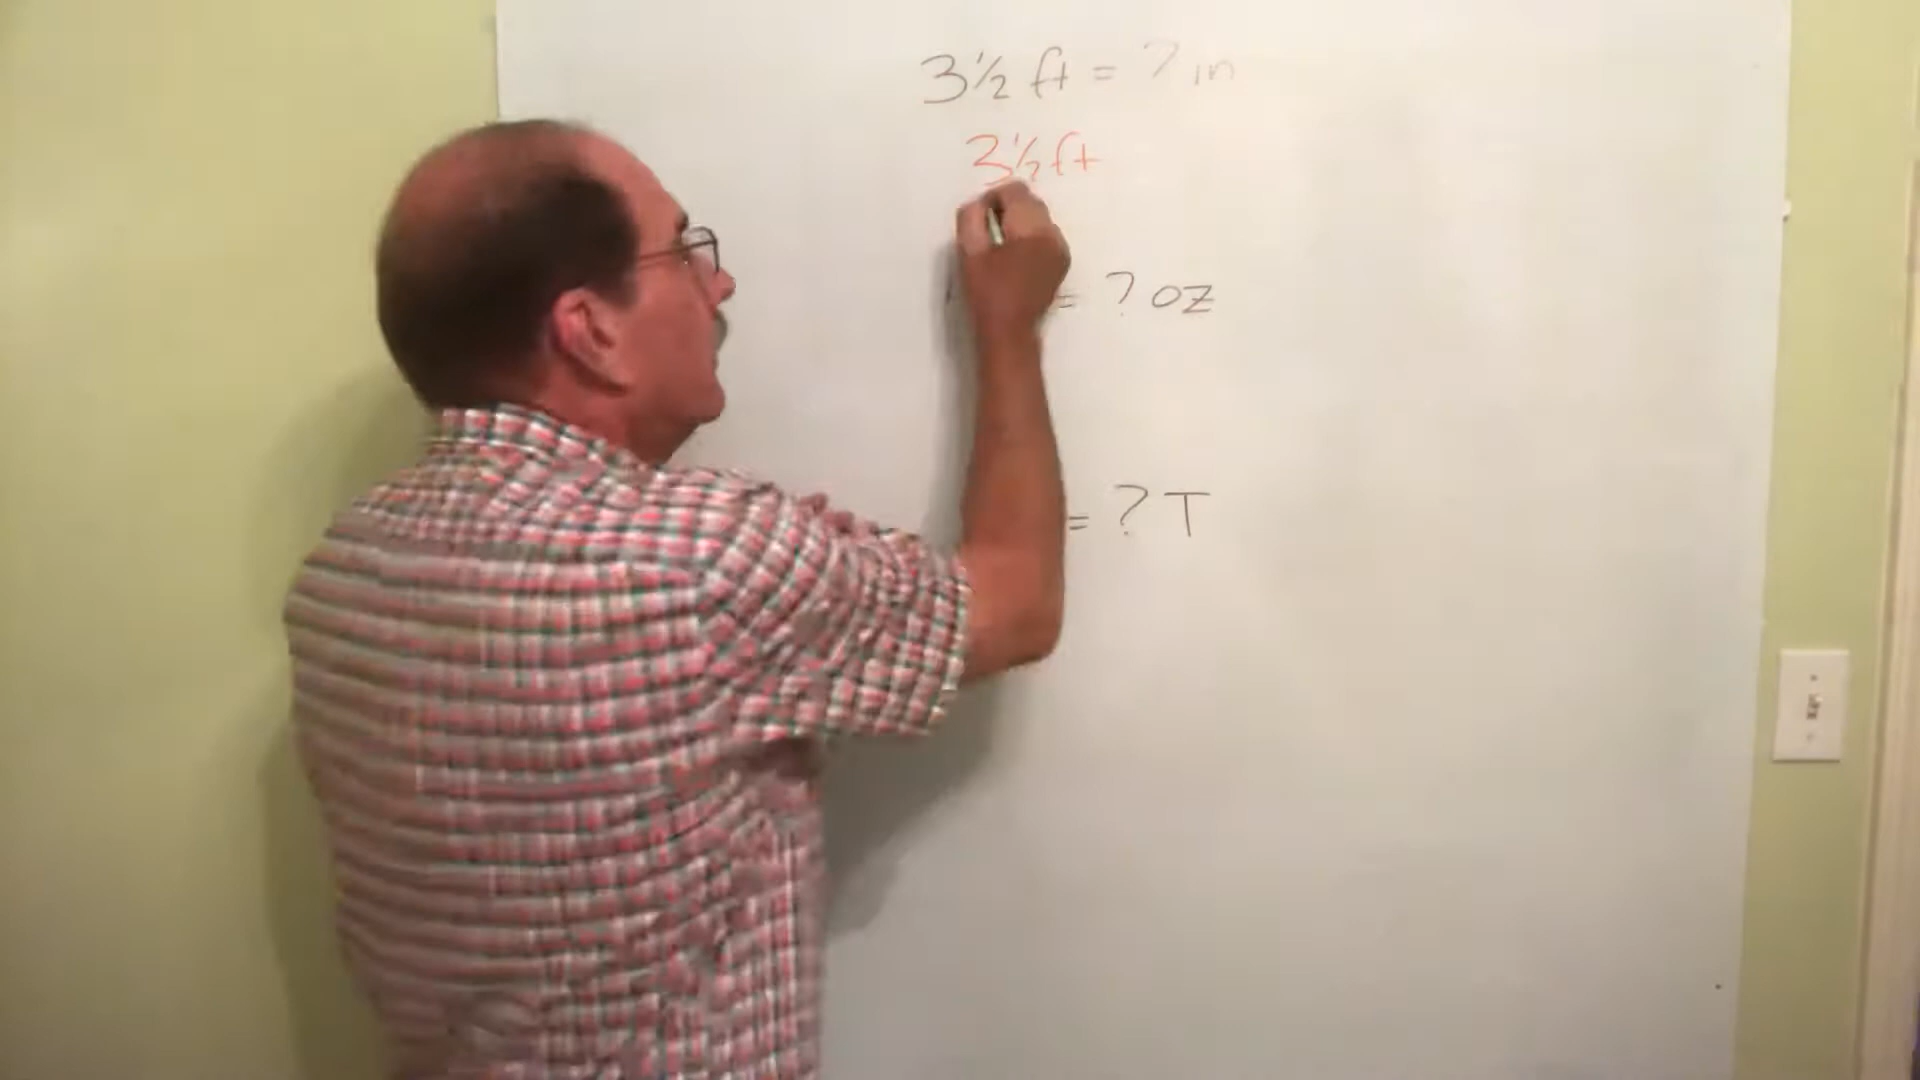 3½ ft = ? in
3½ ft
= ? oz
= ? T